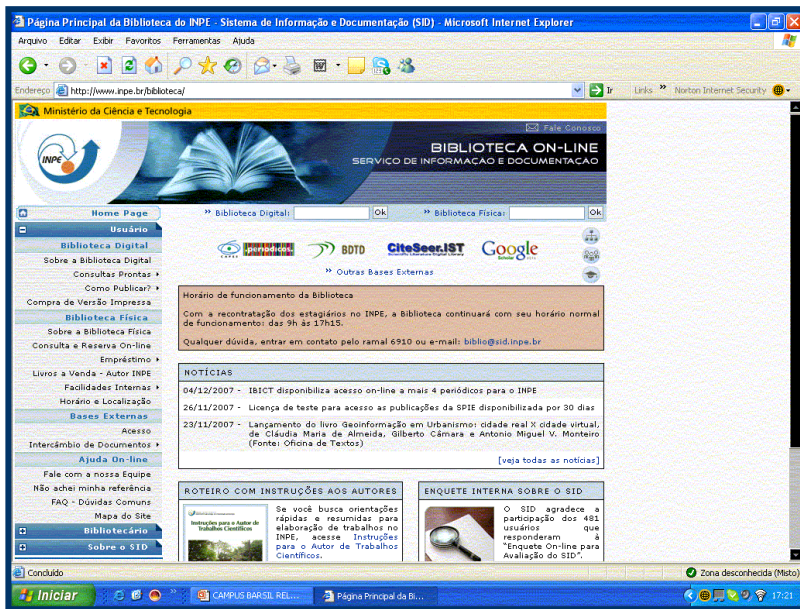 Página Principal da Biblioteca do INPE - Sistema de Informação e Documentação (SID) - Microsoft Internet Explorer
Arquivo Editar Exibir Favoritos Ferramentas Ajuda
Endereço http://www.inpe.br/biblioteca/ Ir Links » Norton Internet Security
Ministério da Ciência e Tecnologia
Fale Conosco
INPE
BIBLIOTECA ON-LINE
SERVIÇO DE INFORMAÇÃO E DOCUMENTAÇÃO
Home Page
» Biblioteca Digital: Ok » Biblioteca Física: Ok
Usuário
Biblioteca Digital
Sobre a Biblioteca Digital
Consultas Prontas
Como Publicar?
Compra de Versão Impressa
Biblioteca Física
Sobre a Biblioteca Física
Consulta e Reserva On-line
Empréstimo
Livros a Venda - Autor INPE
Facilidades Internas
Horário e Localização
Bases Externas
Acesso
Intercâmbio de Documentos
Ajuda On-line
Fale com a nossa Equipe
Não achei minha referência
FAQ - Dúvidas Comuns
Mapa do Site
Bibliotecário
Sobre o SID
.periodicos. BDTD CiteSeer.IST Google
» Outras Bases Externas
Horário de funcionamento da Biblioteca
Com a recontratação dos estagiários no INPE, a Biblioteca continuará com seu horário normal
de funcionamento: das 9h às 17h15.
Qualquer dúvida, entrar em contato pelo ramal 6910 ou e-mail: biblio@sid.inpe.br
NOTÍCIAS
04/12/2007 - IBICT disponibiliza acesso on-line a mais 4 periódicos para o INPE
26/11/2007 - Licença de teste para acesso as publicações da SPIE disponibilizada por 30 dias
23/11/2007 - Lançamento do livro Geoinformação em Urbanismo: cidade real X cidade virtual,
de Cláudia Maria de Almeida, Gilberto Câmara e Antonio Miguel V. Monteiro
(Fonte: Oficina de Textos)
[veja todas as notícias]
ROTEIRO COM INSTRUÇÕES AOS AUTORES
Instruções para o Autor de
Trabalhos Científicos
Se você busca orientações
rápidas e resumidas para
elaboração de trabalhos no
INPE, acesse Instruções
para o Autor de Trabalhos
Científicos.
ENQUETE INTERNA SOBRE O SID
O SID agradece a
participação dos 481
usuários que
responderam à
"Enquete On-line para
Avaliação do SID".
Concluído Zona desconhecida (Misto)
Iniciar » CAMPUS BARSIL REL... Página Principal da Bi... 17:21